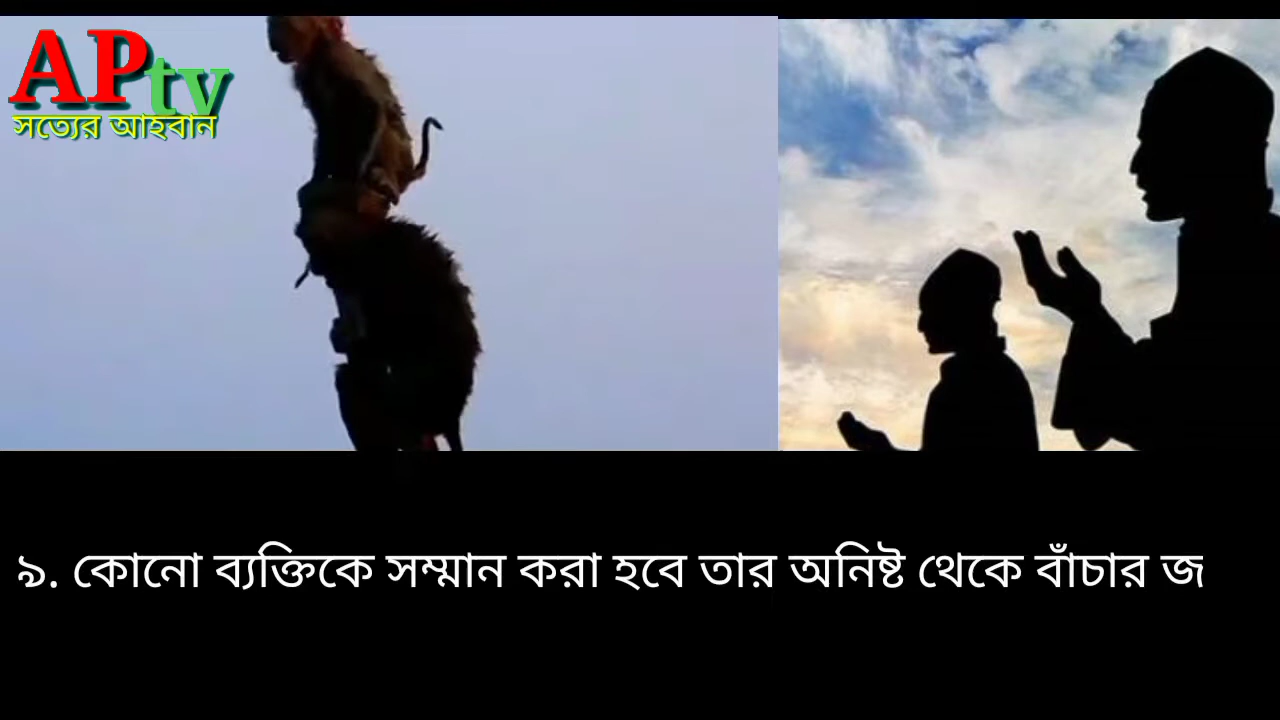 APtv
সত্যের আহবান
৯. কোনো ব্যক্তিকে সম্মান করা হবে তার অনিষ্ট থেকে বাঁচার জ